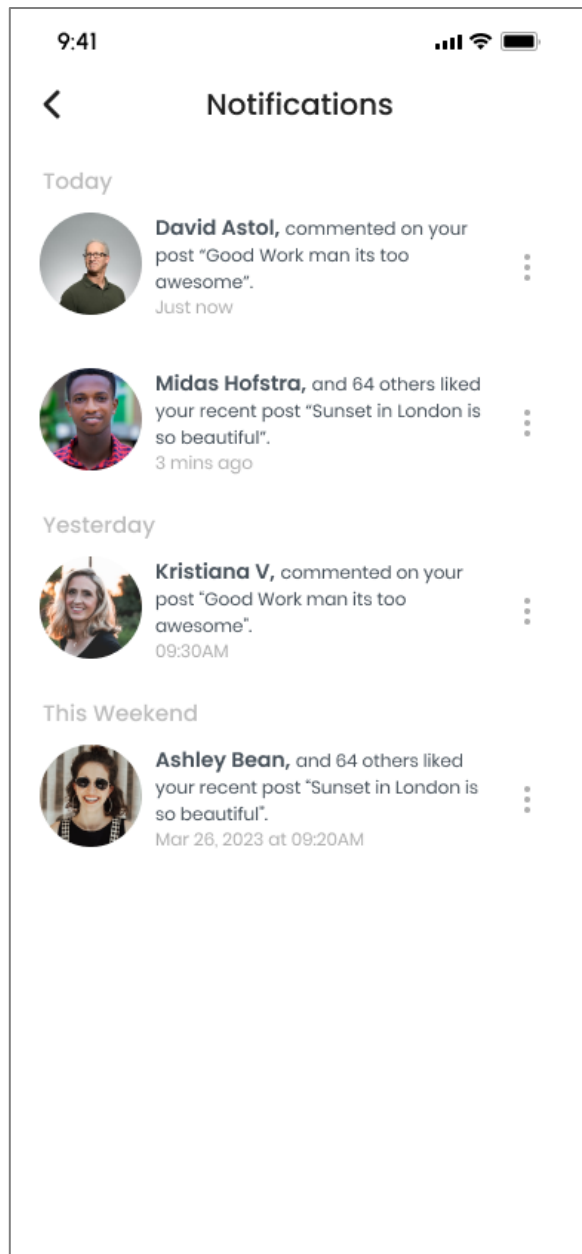 9:41
Notifications
Today
David Astol, commented on your
post “Good Work man its too
awesome”.
Just now
Midas Hofstra, and 64 others liked
your recent post “Sunset in London is
so beautiful”.
3 mins ago
Yesterday
Kristiana V, commented on your
post “Good Work man its too
awesome”.
09:30AM
This Weekend
Ashley Bean, and 64 others liked
your recent post “Sunset in London is
so beautiful”.
Mar 26, 2023 at 09:20AM